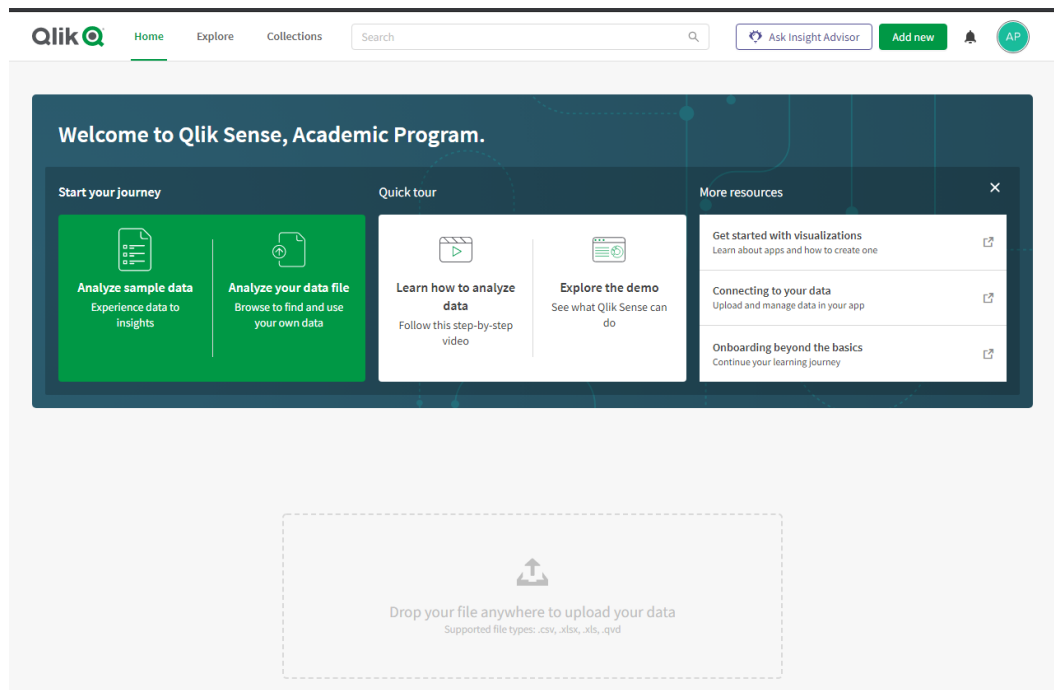 Qlik
Home
Explore
Collections
Search
Ask Insight Advisor
Add new
AP
Welcome to Qlik Sense, Academic Program.
Start your journey
Analyze sample data
Experience data to
insights
Analyze your data file
Browse to find and use
your own data
Quick tour
Learn how to analyze
data
Follow this step-by-step
video
Explore the demo
See what Qlik Sense can
do
More resources
Get started with visualizations
Learn about apps and how to create one
Connecting to your data
Upload and manage data in your app
Onboarding beyond the basics
Continue your learning journey
Drop your file anywhere to upload your data
Supported file types: .csv, .xlsx, .xls, .qvd